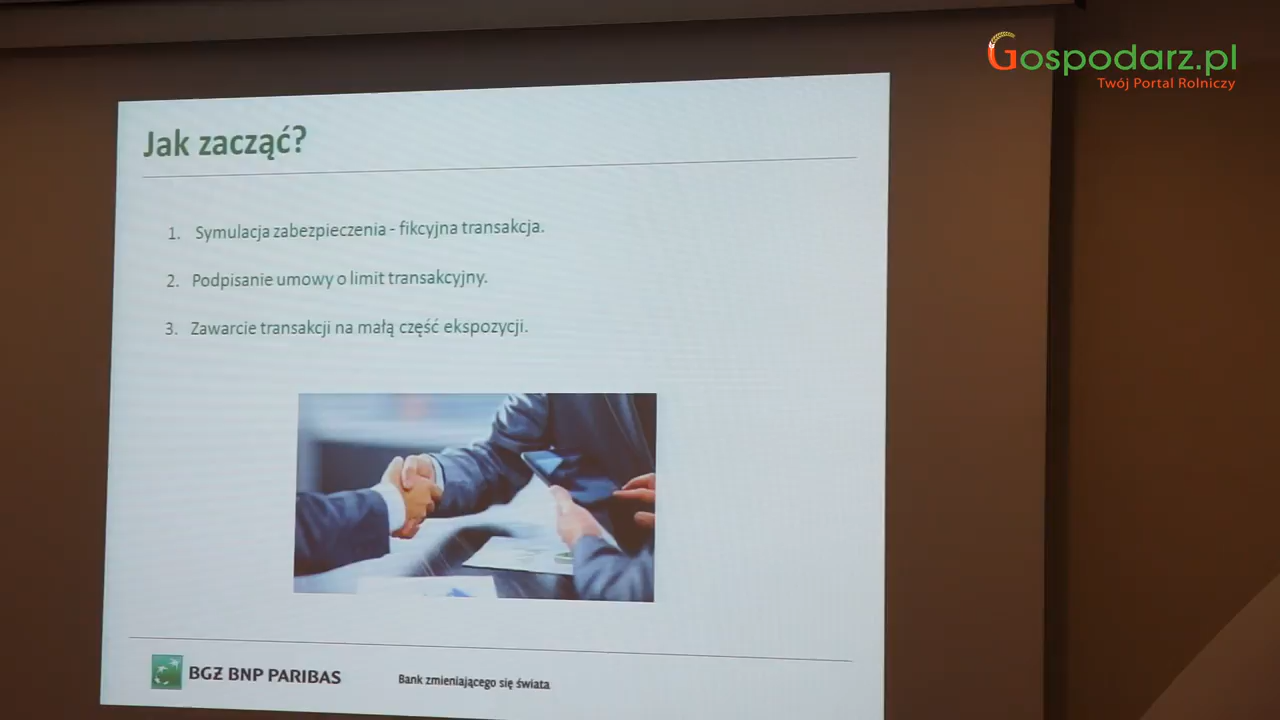 Gospodarz.pl
Twój Portal Rolniczy
Jak zacząć?
1. Symulacja zabezpieczenia - fikcyjna transakcja.
2. Podpisanie umowy o limit transakcyjny.
3. Zawarcie transakcji na małą część ekspozycji.
BGŻ BNP PARIBAS
Bank zmieniającego się świata